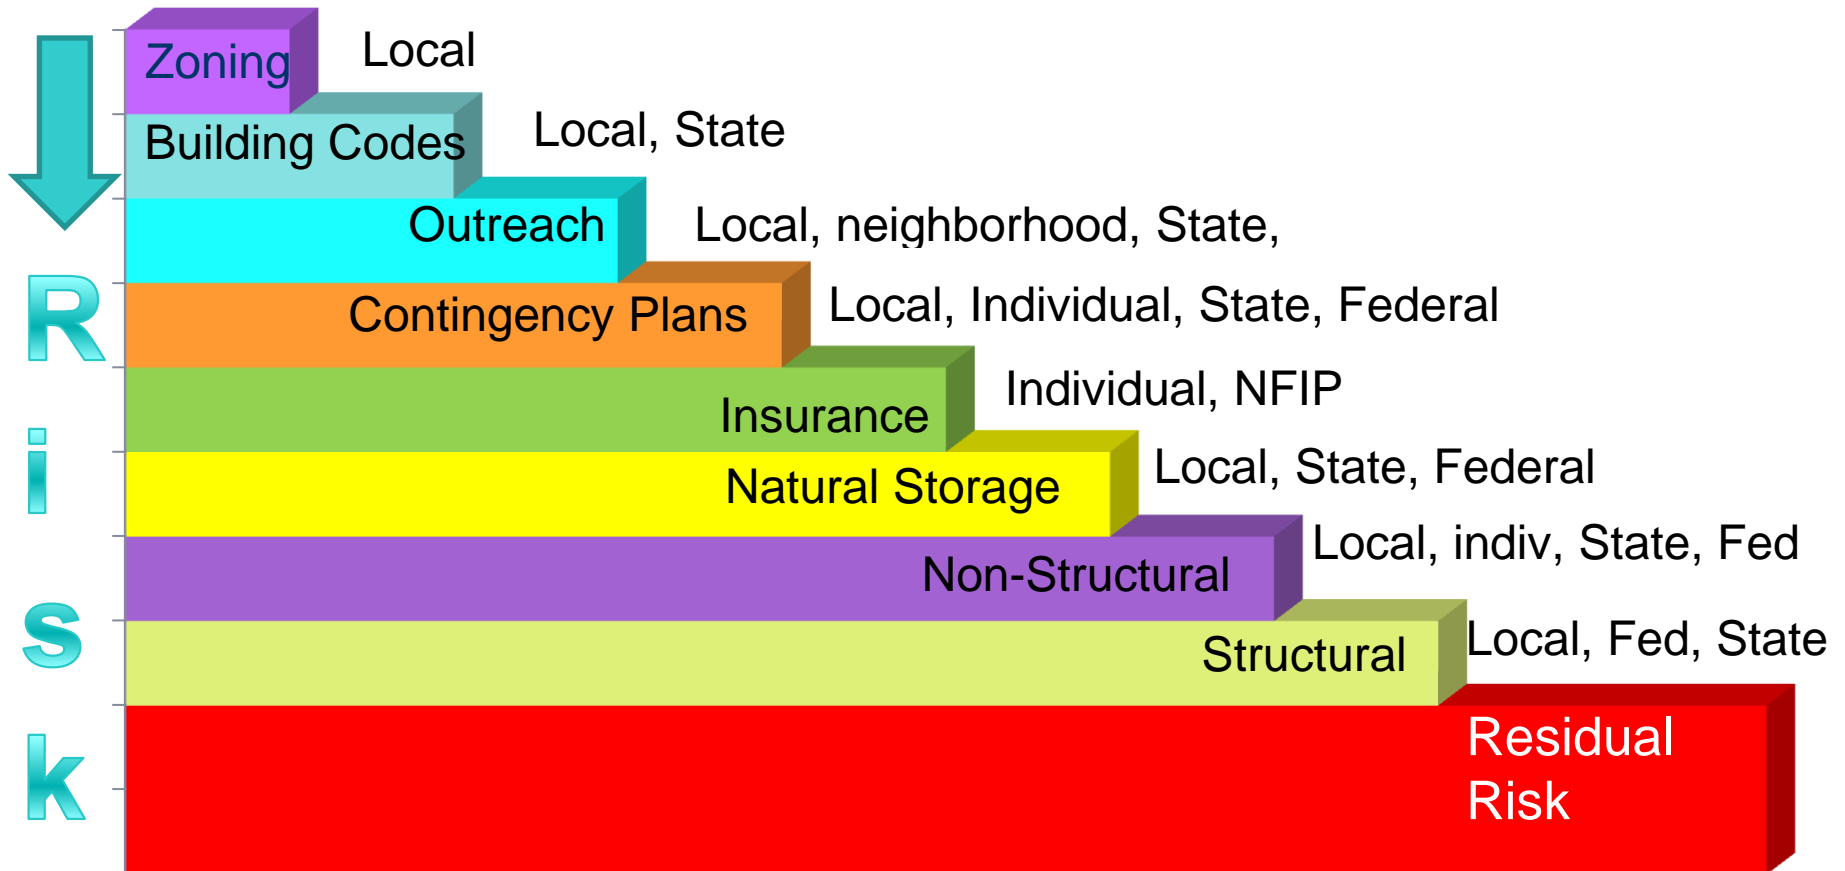 Zoning
Local
Building Codes
Local, State
Outreach
Local, neighborhood, State,
Contingency Plans
Local, Individual, State, Federal
Insurance
Individual, NFIP
Natural Storage
Local, State, Federal
Non-Structural
Local, indiv, State, Fed
Structural
Local, Fed, State
Residual
Risk
Risk